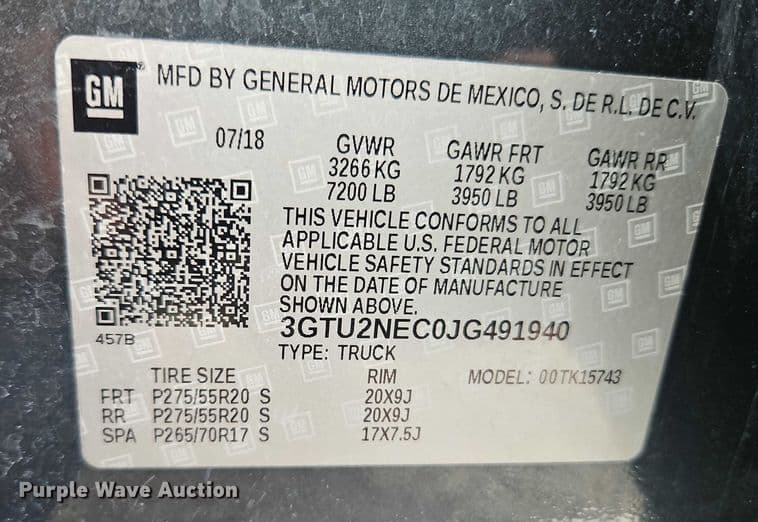 GM
MFD BY GENERAL MOTORS DE MEXICO, S. DE R.L. DE C.V.
07/18 GVWR GAWR FRT GAWR RR
3266 KG 1792 KG 1792 KG
7200 LB 3950 LB 3950 LB
THIS VEHICLE CONFORMS TO ALL
APPLICABLE U.S. FEDERAL MOTOR
VEHICLE SAFETY STANDARDS IN EFFECT
ON THE DATE OF MANUFACTURE
SHOWN ABOVE.
3GTU2NEC0JG491940
457B
TYPE: TRUCK
TIRE SIZE RIM MODEL: 00TK15743
FRT P275/55R20 S 20X9J
RR P275/55R20 S 20X9J
SPA P265/70R17 S 17X7.5J
Purple Wave Auction